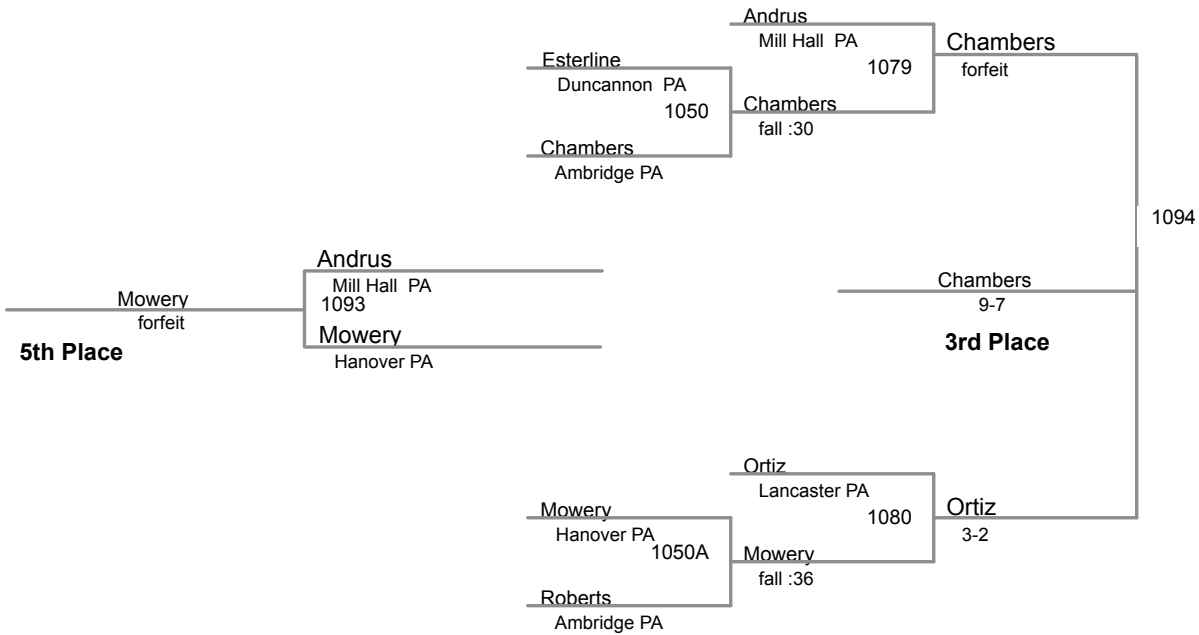 Andrus
Mill Hall PA
Chambers
forfeit
1079
Esterline
Duncannon PA
1050
Chambers
fall :30
Chambers
Ambridge PA
1094
Andrus
Mill Hall PA
1093
Mowery
forfeit
5th Place
Mowery
Hanover PA
Chambers
9-7
3rd Place
Ortiz
Lancaster PA
1080
Ortiz
3-2
Mowery
Hanover PA
1050A
Mowery
fall :36
Roberts
Ambridge PA